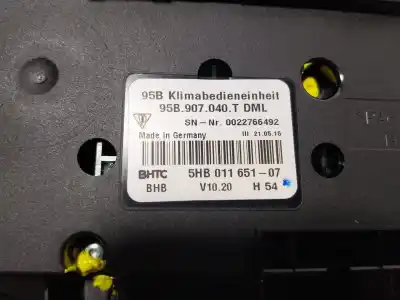 95B Klimabedieneinheit
95B.907.040.T DML
SN-Nr. 0022766492
Made in Germany III 21.05.15
BHTC 5HB 011 651-07
BHB V10.20 H 54